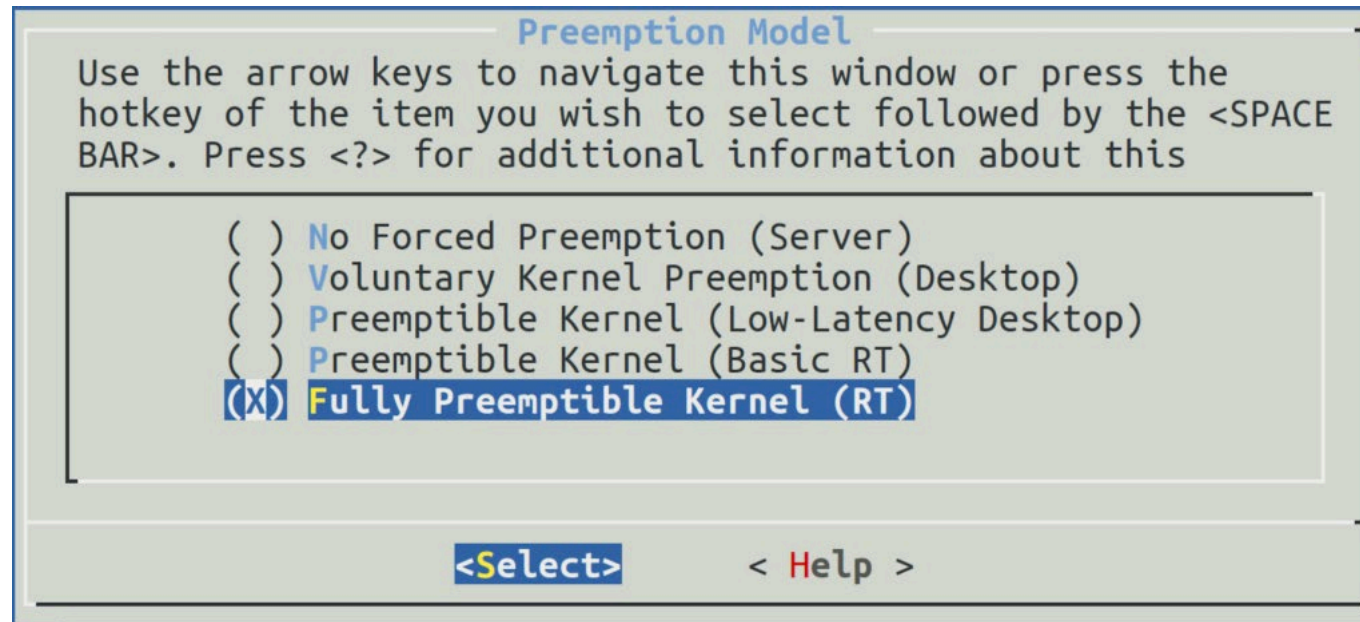 Preemption Model
Use the arrow keys to navigate this window or press the
hotkey of the item you wish to select followed by the <SPACE
BAR>. Press <?> for additional information about this
( ) No Forced Preemption (Server)
( ) Voluntary Kernel Preemption (Desktop)
( ) Preemptible Kernel (Low-Latency Desktop)
( ) Preemptible Kernel (Basic RT)
(X) Fully Preemptible Kernel (RT)
<Select> < Help >